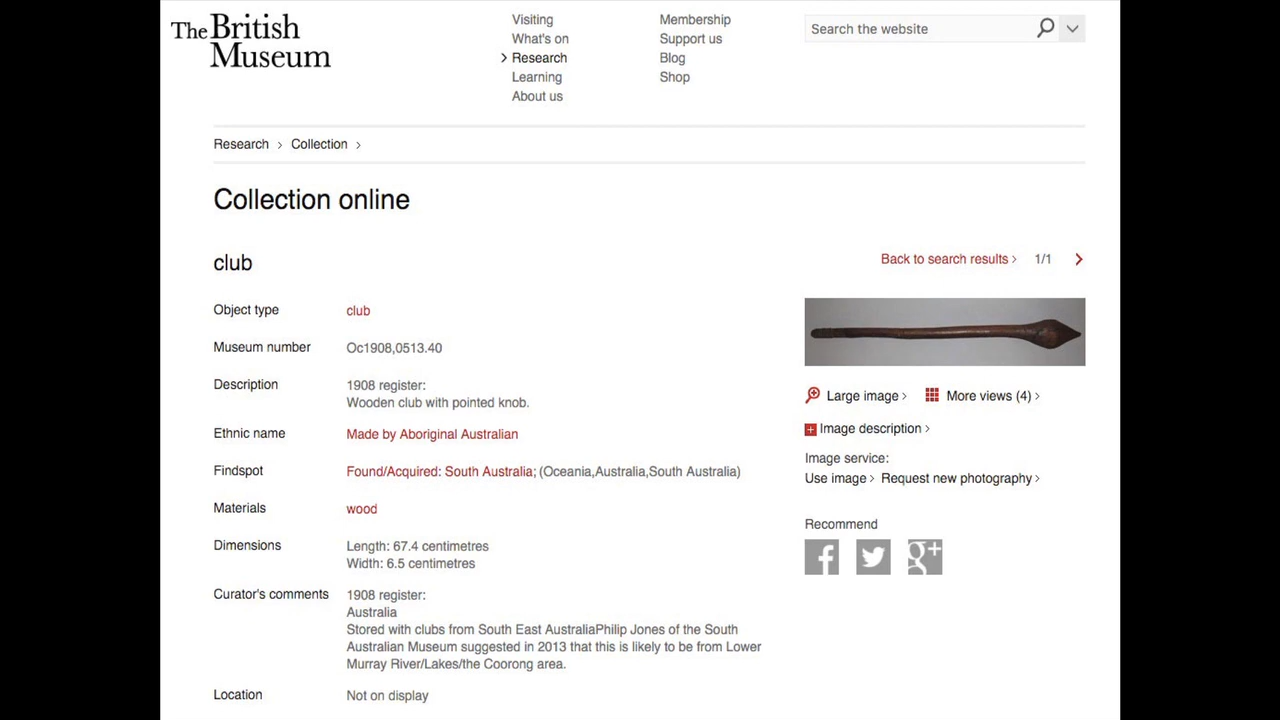 The British
Museum
Visiting
What's on
Research
Learning
About us
Membership
Support us
Blog
Shop
Search the website
Research › Collection ›
Collection online
club
Back to search results › 1/1
Object type club
Museum number Oc1908,0513.40
Description 1908 register:
Wooden club with pointed knob.
Ethnic name Made by Aboriginal Australian
Findspot Found/Acquired: South Australia; (Oceania,Australia,South Australia)
Materials wood
Dimensions Length: 67.4 centimetres
Width: 6.5 centimetres
Curator's comments 1908 register:
Australia
Stored with clubs from South East AustraliaPhilip Jones of the South
Australian Museum suggested in 2013 that this is likely to be from Lower
Murray River/Lakes/the Coorong area.
Location Not on display
Large image › More views (4) ›
Image description ›
Image service:
Use image › Request new photography ›
Recommend
f g+